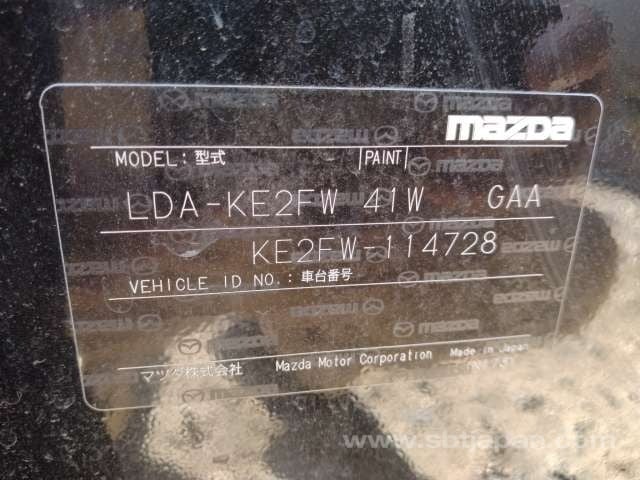 mazda
MODEL: 型式 PAINT
LDA-KE2FW 41W GAA
KE2FW-114728
VEHICLE ID NO.: 車台番号
マツダ株式会社 Mazda Motor Corporation Made in Japan
www.sbtjapan.com